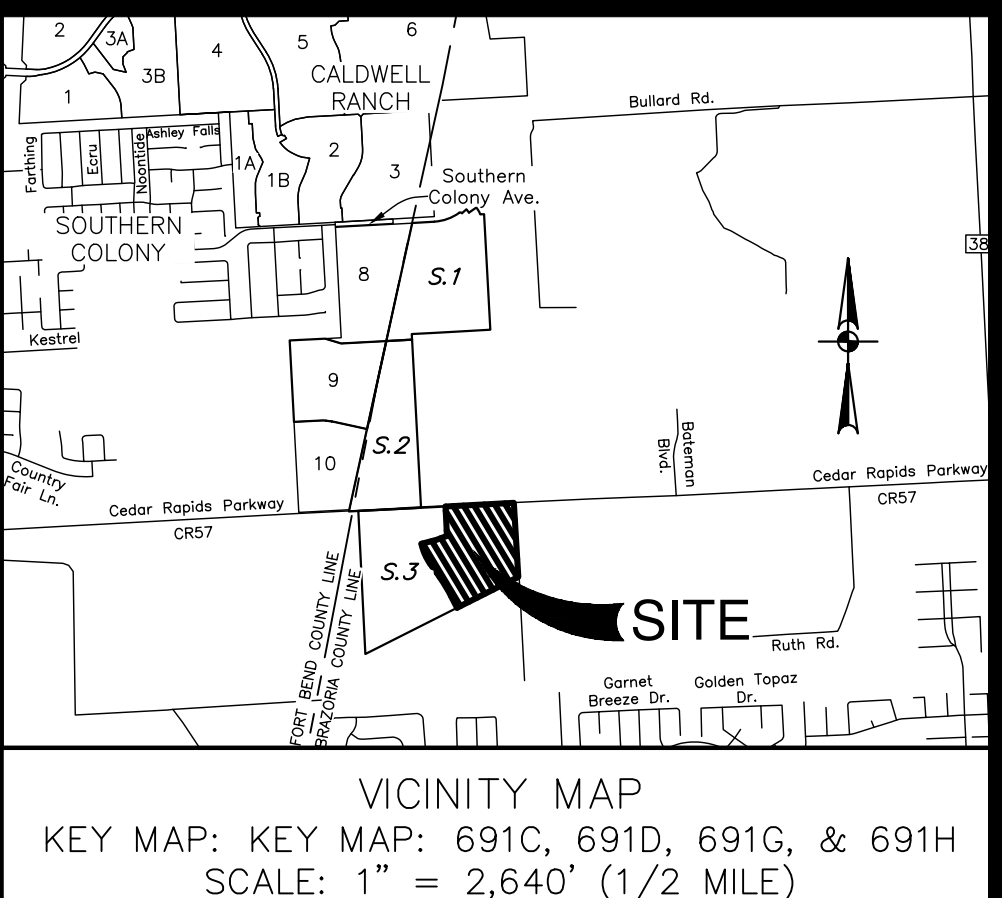 2
3A
3B
4
5
6
1
CALDWELL
RANCH
Bullard Rd.
Farthing
Ecru
Noontide
Ashley Falls
1A
1B
2
3
Southern
Colony Ave.
SOUTHERN
COLONY
38
8
S.1
Kestrel
9
S.2
10
Bateman
Blvd.
Country
Fair Ln.
Cedar Rapids Parkway
CR57
Cedar Rapids Parkway
CR57
S.3
SITE
FORT BEND COUNTY LINE
BRAZORIA COUNTY LINE
Ruth Rd.
Garnet
Breeze Dr.
Golden Topaz
Dr.
VICINITY MAP
KEY MAP: KEY MAP: 691C, 691D, 691G, & 691H
SCALE: 1" = 2,640' (1/2 MILE)